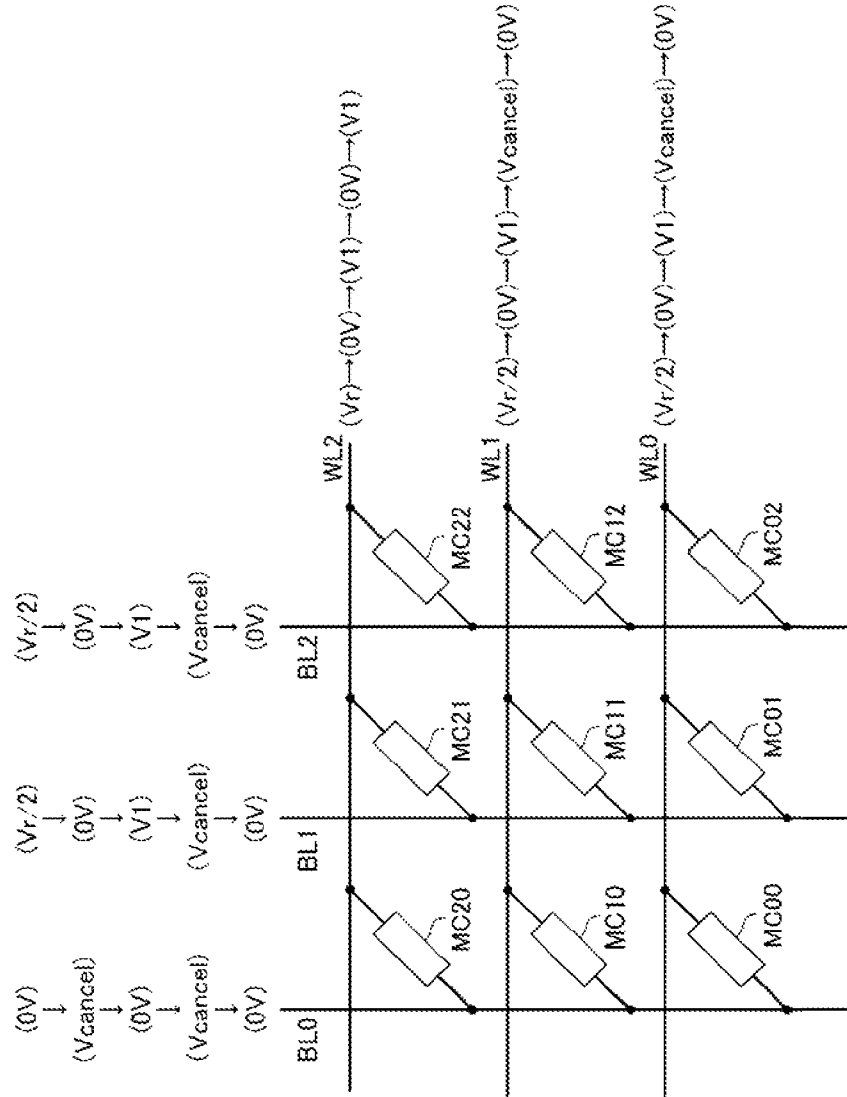 (0V)→(Vcancel)→(0V)→(Vcancel)→(0V)
BL0
(Vr/2)→(0V)→(V1)→(Vcancel)→(0V)
BL1
(Vr/2)→(0V)→(V1)→(Vcancel)→(0V)
BL2
WL2
(Vr)→(0V)→(V1)→(0V)→(V1)
MC20
MC21
MC22
WL1
(Vr/2)→(0V)→(V1)→(Vcancel)→(0V)
MC10
MC11
MC12
WL0
(Vr/2)→(0V)→(V1)→(Vcancel)→(0V)
MC00
MC01
MC02